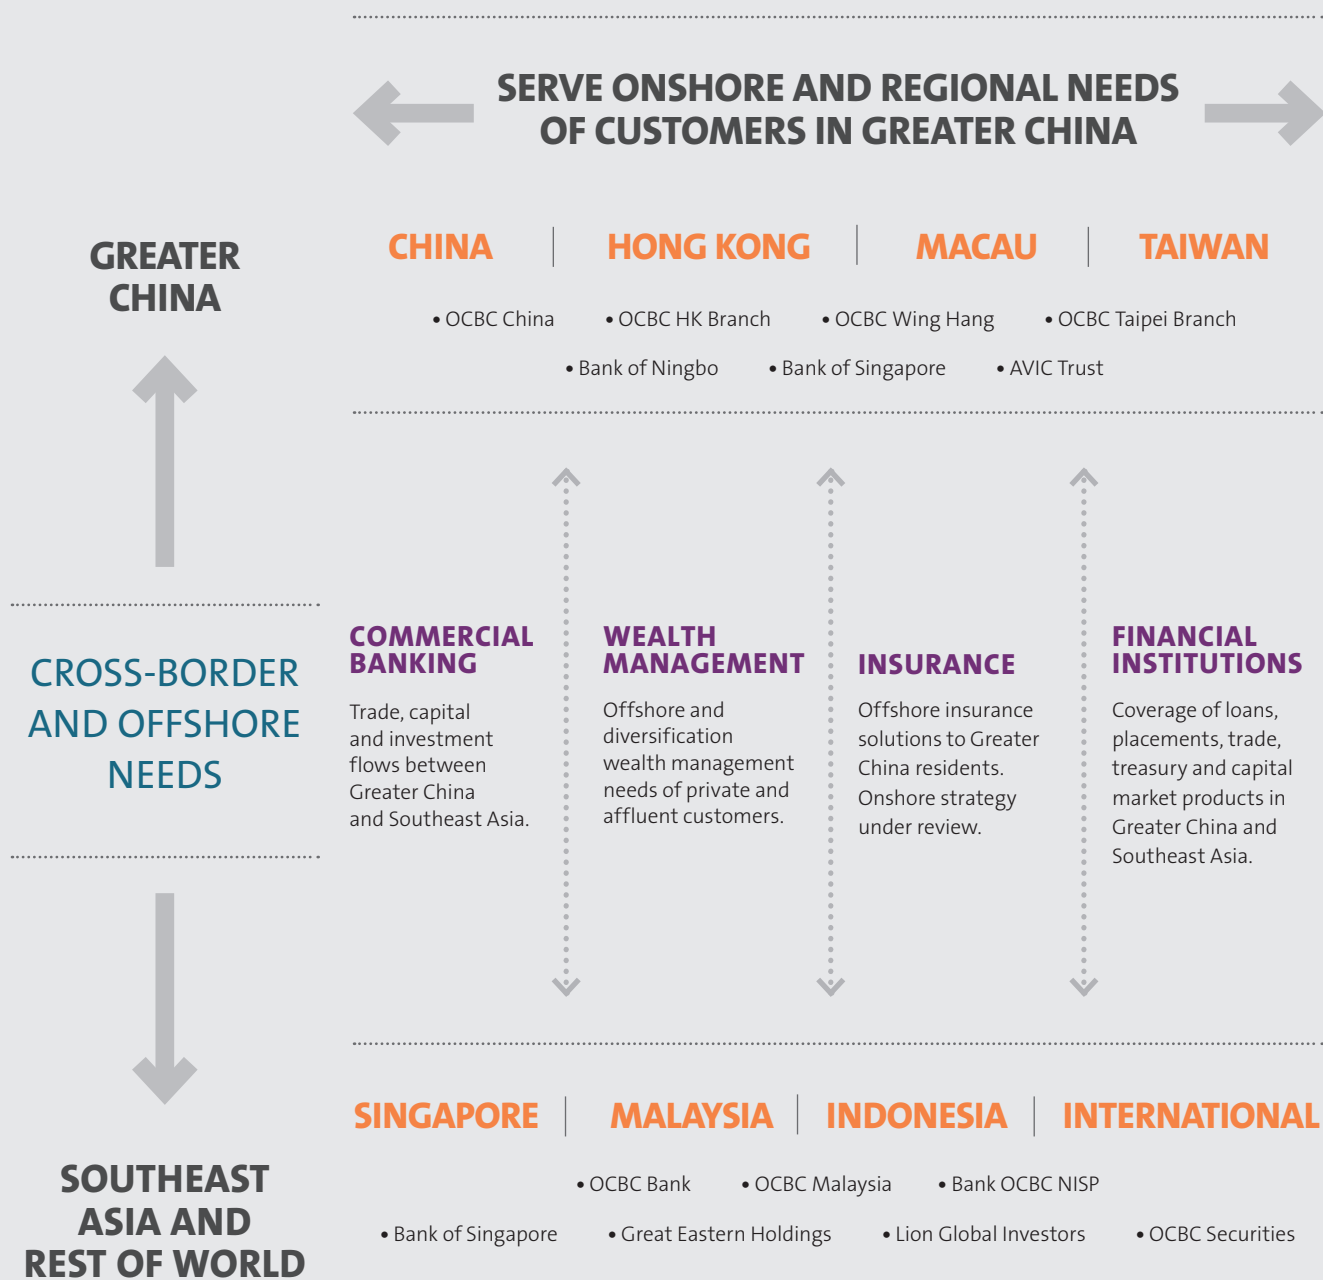 SERVE ONSHORE AND REGIONAL NEEDS
OF CUSTOMERS IN GREATER CHINA
GREATER
CHINA
CHINA
HONG KONG
MACAU
TAIWAN
• OCBC China • OCBC HK Branch • OCBC Wing Hang • OCBC Taipei Branch
• Bank of Ningbo • Bank of Singapore • AVIC Trust
CROSS-BORDER
AND OFFSHORE
NEEDS
COMMERCIAL
BANKING
Trade, capital
and investment
flows between
Greater China
and Southeast Asia.
WEALTH
MANAGEMENT
Offshore and
diversification
wealth management
needs of private and
affluent customers.
INSURANCE
Offshore insurance
solutions to Greater
China residents.
Onshore strategy
under review.
FINANCIAL
INSTITUTIONS
Coverage of loans,
placements, trade,
treasury and capital
market products in
Greater China and
Southeast Asia.
SOUTHEAST
ASIA AND
REST OF WORLD
SINGAPORE
MALAYSIA
INDONESIA
INTERNATIONAL
• OCBC Bank • OCBC Malaysia • Bank OCBC NISP
• Bank of Singapore • Great Eastern Holdings • Lion Global Investors • OCBC Securities